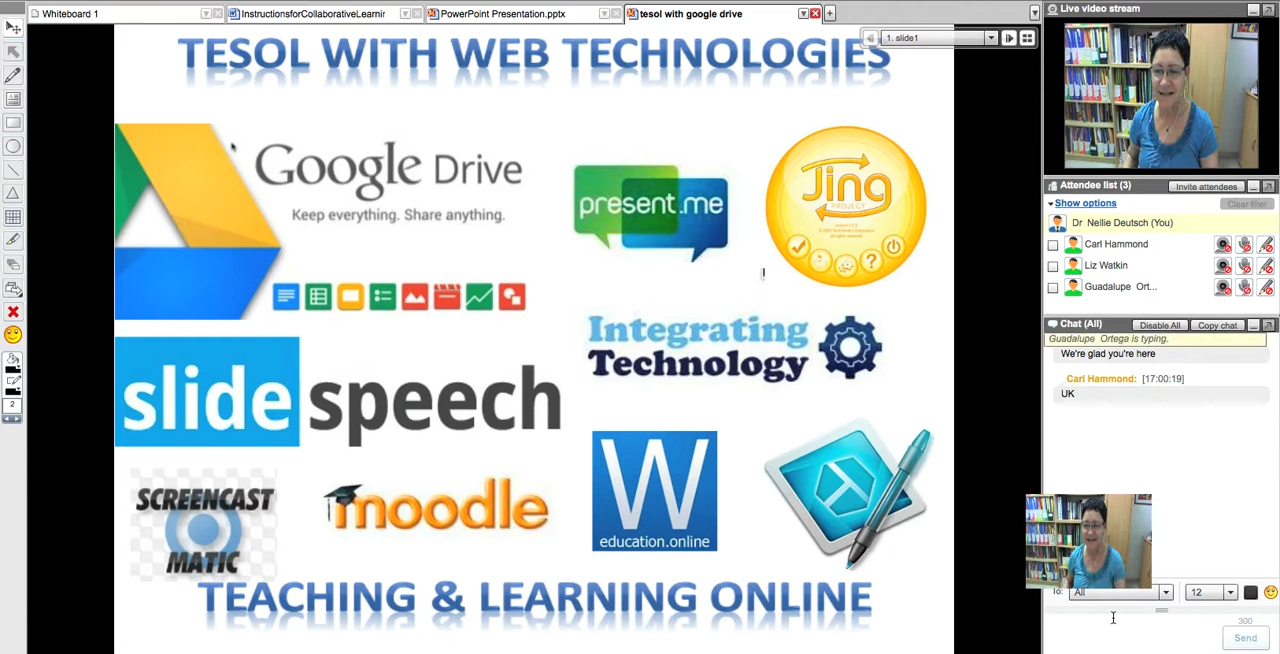 Whiteboard 1
InstructionsforCollaborativeLearnin
PowerPoint Presentation.pptx
tesol with google drive
1. slide1
TESOL WITH WEB TECHNOLOGIES
Google Drive
Keep everything. Share anything.
present.me
Jing
PROJECT
Integrating
Technology
slidespeech
SCREENCAST
MATIC
moodle
W
education.online
TEACHING & LEARNING ONLINE
2
Live video stream
Attendee list (3)
Invite attendees
Show options
Clear filter
Dr Nellie Deutsch (You)
Carl Hammond
Liz Watkin
Guadalupe Ort...
Chat (All)
Disable All
Copy chat
Guadalupe Ortega is typing.
We're glad you're here
Carl Hammond: [17:00:19]
UK
To: All
12
300
Send